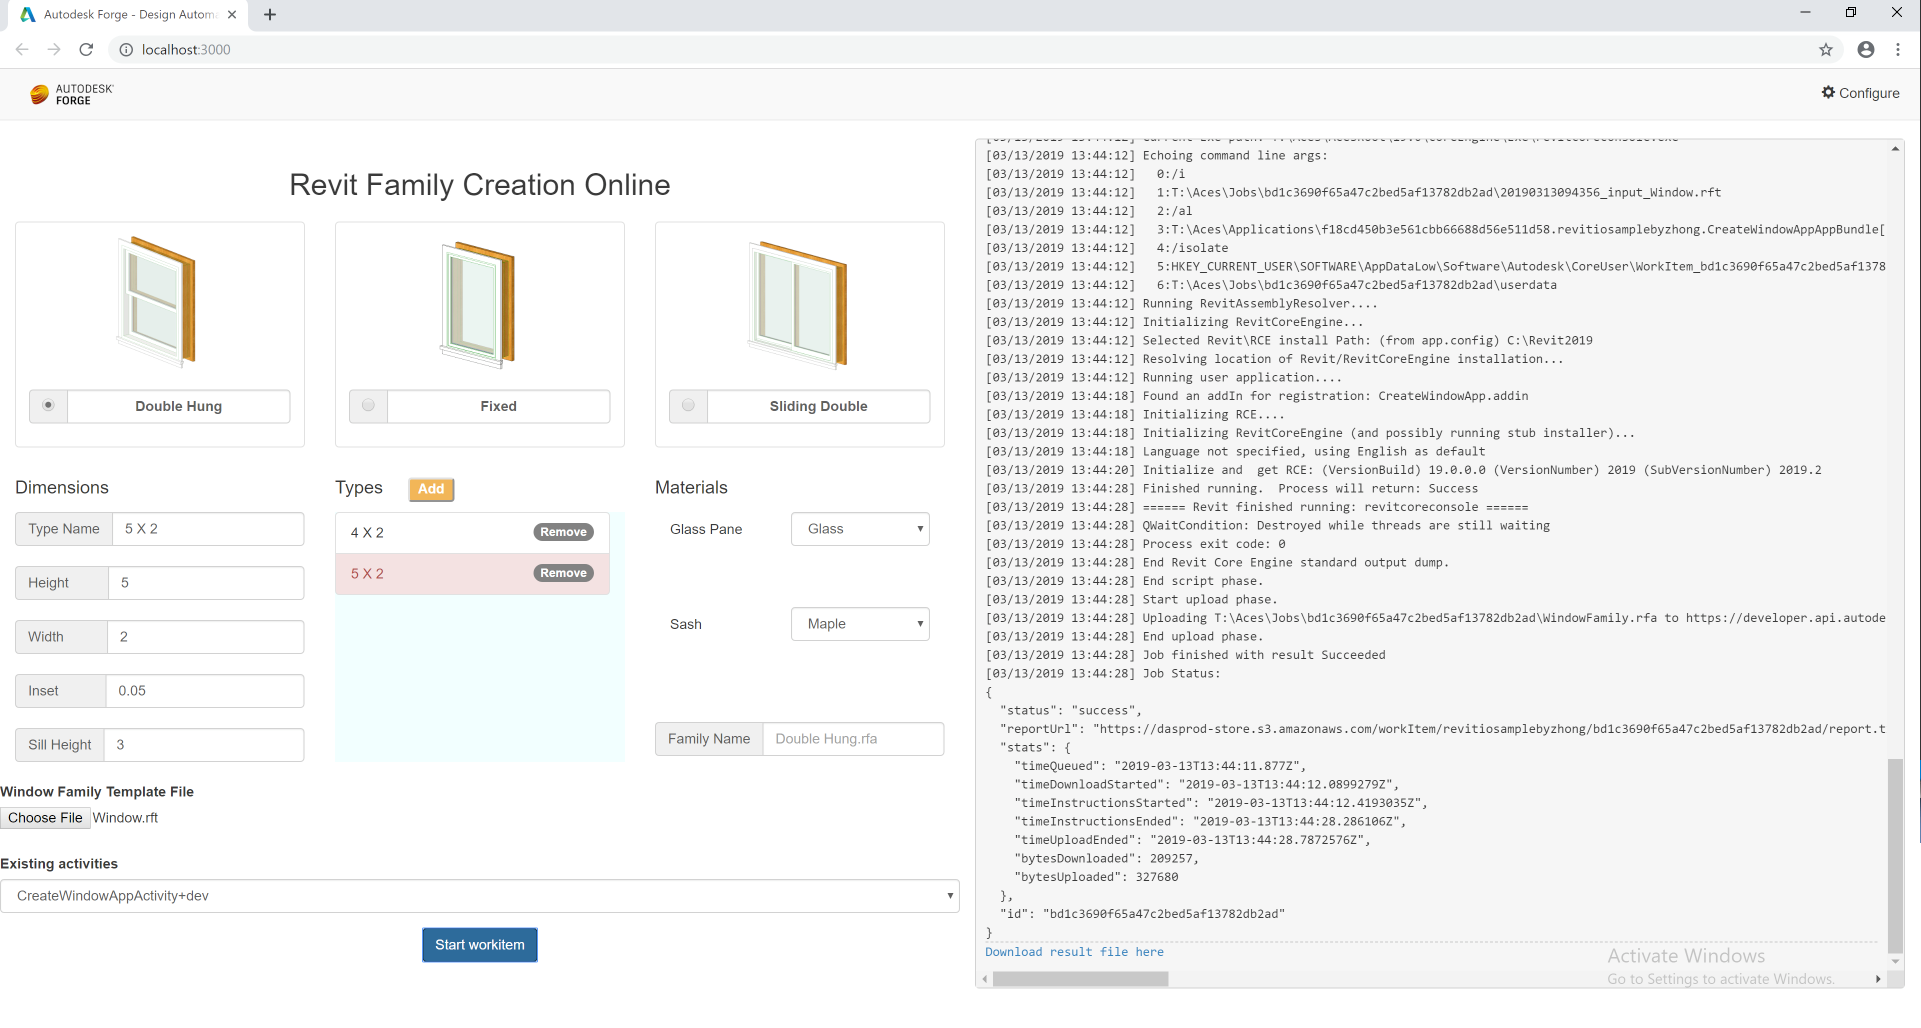 Autodesk Forge - Design Autom
localhost:3000
AUTODESK
FORGE
Configure
Revit Family Creation Online
Double Hung
Fixed
Sliding Double
Dimensions
Type Name 5 X 2
Height 5
Width 2
Inset 0.05
Sill Height 3
Types Add
4 X 2 Remove
5 X 2 Remove
Materials
Glass Pane Glass
Sash Maple
Family Name Double Hung.rfa
Window Family Template File
Choose File Window.rft
Existing activities
CreateWindowAppActivity+dev
Start workitem
[03/13/2019 13:44:12] Echoing command line args:
[03/13/2019 13:44:12] 0:/i
[03/13/2019 13:44:12] 1:T:\Aces\Jobs\bd1c3690f65a47c2bed5af13782db2ad\20190313094356_input_Window.rft
[03/13/2019 13:44:12] 2:/al
[03/13/2019 13:44:12] 3:T:\Aces\Applications\f18cd450b3e561cbb66688d56e511d58.revitiosamplebyzhong.CreateWindowAppAppBundle[
[03/13/2019 13:44:12] 4:/isolate
[03/13/2019 13:44:12] 5:HKEY_CURRENT_USER\SOFTWARE\AppDataLow\Software\Autodesk\CoreUser\WorkItem_bd1c3690f65a47c2bed5af1378
[03/13/2019 13:44:12] 6:T:\Aces\Jobs\bd1c3690f65a47c2bed5af13782db2ad\userdata
[03/13/2019 13:44:12] Running RevitAssemblyResolver....
[03/13/2019 13:44:12] Initializing RevitCoreEngine...
[03/13/2019 13:44:12] Selected Revit\RCE install Path: (from app.config) C:\Revit2019
[03/13/2019 13:44:12] Resolving location of Revit/RevitCoreEngine installation...
[03/13/2019 13:44:12] Running user application....
[03/13/2019 13:44:18] Found an addIn for registration: CreateWindowApp.addin
[03/13/2019 13:44:18] Initializing RCE....
[03/13/2019 13:44:18] Initializing RevitCoreEngine (and possibly running stub installer)...
[03/13/2019 13:44:18] Language not specified, using English as default
[03/13/2019 13:44:20] Initialize and get RCE: (VersionBuild) 19.0.0.0 (VersionNumber) 2019 (SubVersionNumber) 2019.2
[03/13/2019 13:44:28] Finished running. Process will return: Success
[03/13/2019 13:44:28] ====== Revit finished running: revitcoreconsole ======
[03/13/2019 13:44:28] QWaitCondition: Destroyed while threads are still waiting
[03/13/2019 13:44:28] Process exit code: 0
[03/13/2019 13:44:28] End Revit Core Engine standard output dump.
[03/13/2019 13:44:28] End script phase.
[03/13/2019 13:44:28] Start upload phase.
[03/13/2019 13:44:28] Uploading T:\Aces\Jobs\bd1c3690f65a47c2bed5af13782db2ad\WindowFamily.rfa to https://developer.api.autode
[03/13/2019 13:44:28] End upload phase.
[03/13/2019 13:44:28] Job finished with result Succeeded
[03/13/2019 13:44:28] Job Status:
{
"status": "success",
"reportUrl": "https://dasprod-store.s3.amazonaws.com/workItem/revitiosamplebyzhong/bd1c3690f65a47c2bed5af13782db2ad/report.t
"stats": {
"timeQueued": "2019-03-13T13:44:11.877Z",
"timeDownloadStarted": "2019-03-13T13:44:12.0899279Z",
"timeInstructionsStarted": "2019-03-13T13:44:12.4193035Z",
"timeInstructionsEnded": "2019-03-13T13:44:28.286106Z",
"timeUploadEnded": "2019-03-13T13:44:28.7872576Z",
"bytesDownloaded": 209257,
"bytesUploaded": 327680
},
"id": "bd1c3690f65a47c2bed5af13782db2ad"
}
Download result file here
Activate Windows
Go to Settings to activate Windows.